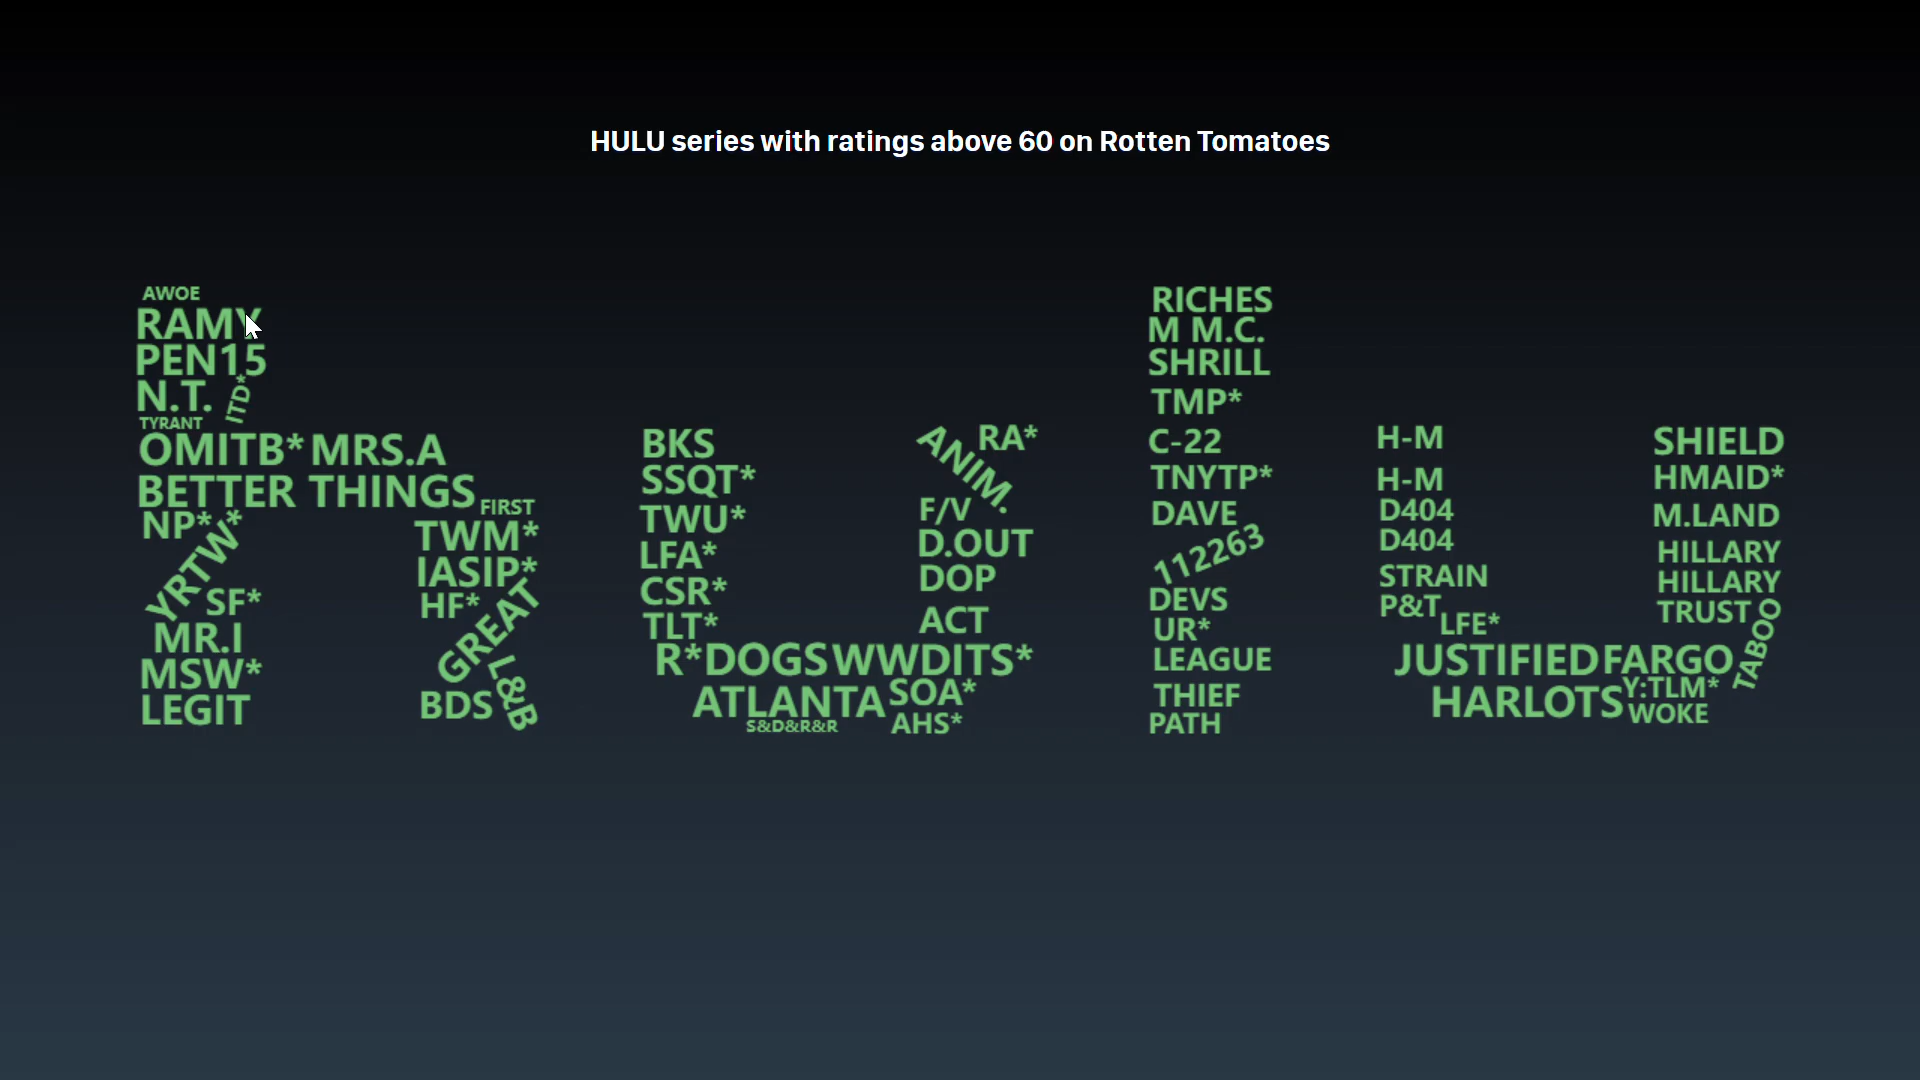 HULU series with ratings above 60 on Rotten Tomatoes
AWOE
RAMY
PEN15
N.T.
ITD*
TYRANT
OMITB* MRS.A
BETTER THINGS
FIRST
NP*
YRTW*
SF*
MR.I
MSW*
LEGIT
TWM*
IASIP*
HF*
GREAT
L&B
BDS
BKS
SSQT*
TWU*
LFA*
CSR*
TLT*
RA*
ANIM.
F/V
D.OUT
DOP
ACT
R*DOGS WWDITS*
ATLANTA SOA*
S&D&R&R AHS*
RICHES
M M.C.
SHRILL
TMP*
C-22
TNYTP*
DAVE
112263
DEVS
UR*
LEAGUE
THIEF
PATH
H-M
H-M
D404
D404
STRAIN
P&T
LFE*
SHIELD
HMAID*
M.LAND
HILLARY
HILLARY
TRUST
TABOO
JUSTIFIED FARGO
HARLOTS Y:TLM*
WOKE